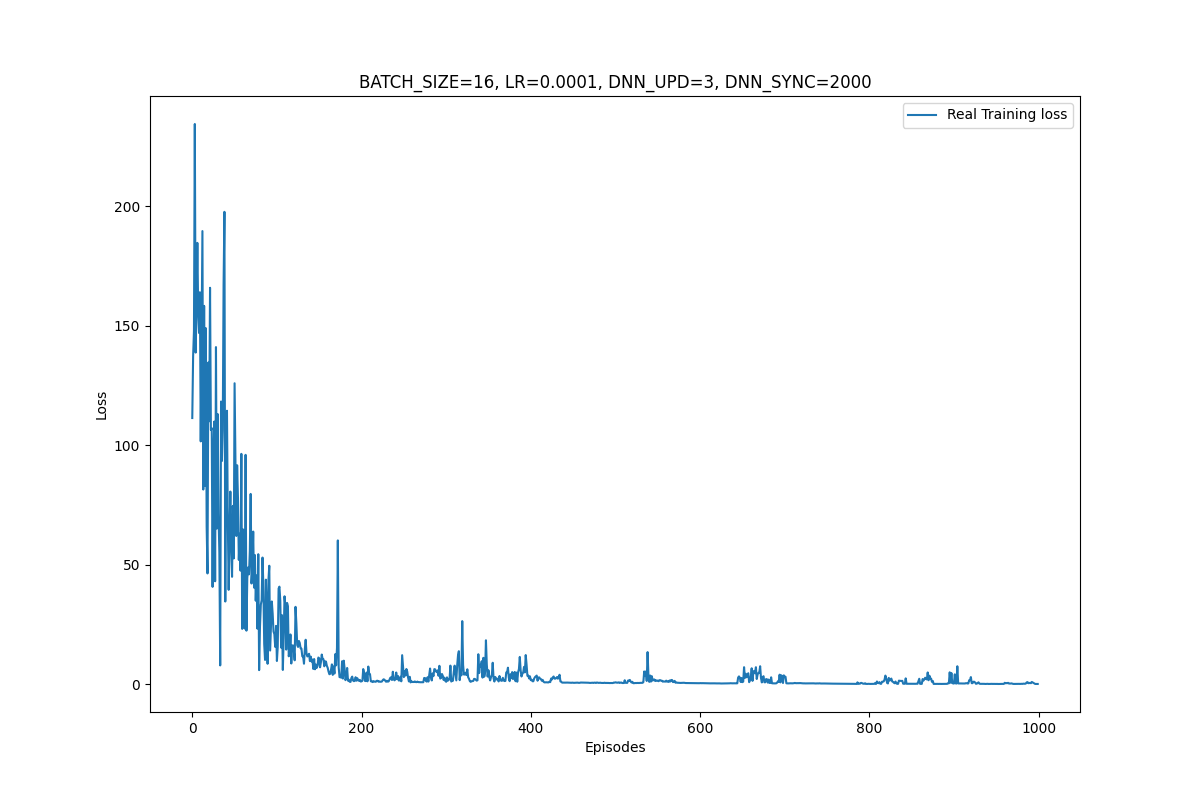 BATCH_SIZE=16, LR=0.0001, DNN_UPD=3, DNN_SYNC=2000
Real Training loss
200
150
100
50
0
Loss
0 200 400 600 800 1000
Episodes